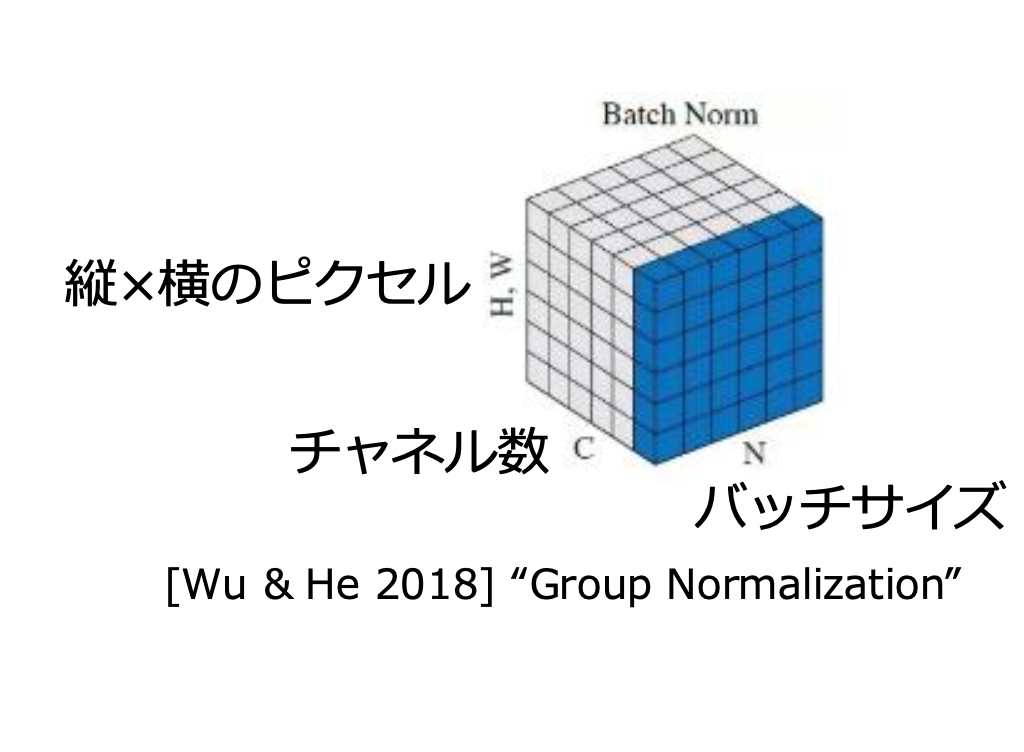 Batch Norm
縦×横のピクセル
H, W
チャネル数
C
N
バッチサイズ
[Wu & He 2018] “Group Normalization”